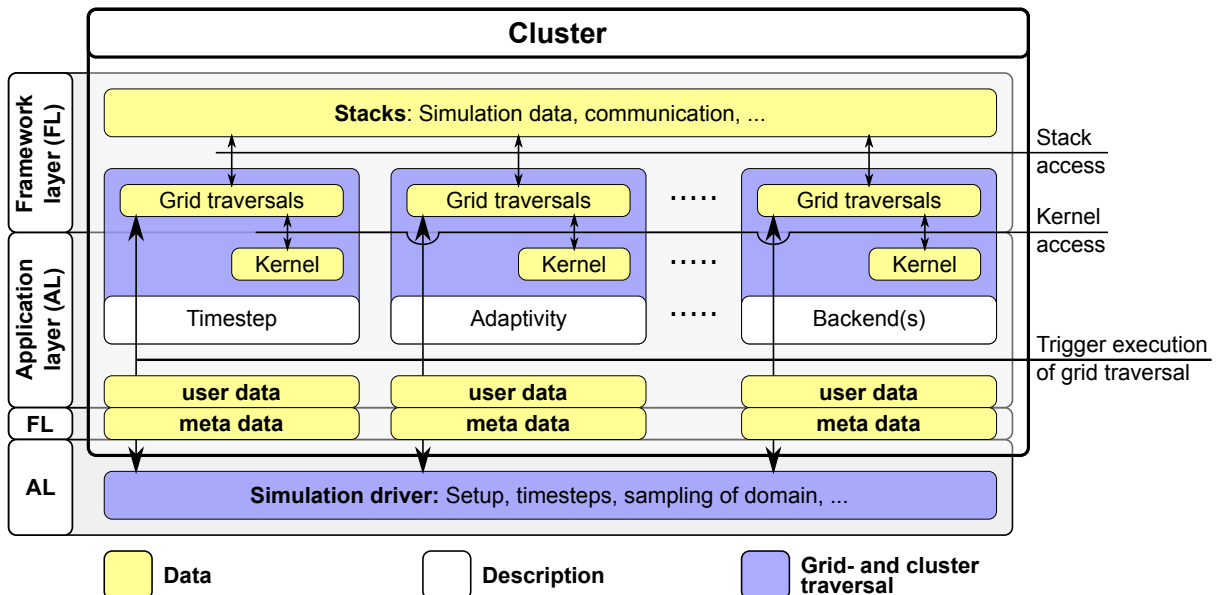 Cluster
Framework
layer (FL)
Stacks: Simulation data, communication, ...
Stack
access
Grid traversals
Grid traversals
.....
Grid traversals
Kernel
access
Application
layer (AL)
Kernel
Kernel
.....
Kernel
Timestep
Adaptivity
.....
Backend(s)
Trigger execution
of grid traversal
user data
user data
user data
FL
meta data
meta data
meta data
AL
Simulation driver: Setup, timesteps, sampling of domain, ...
Data
Description
Grid- and cluster
traversal